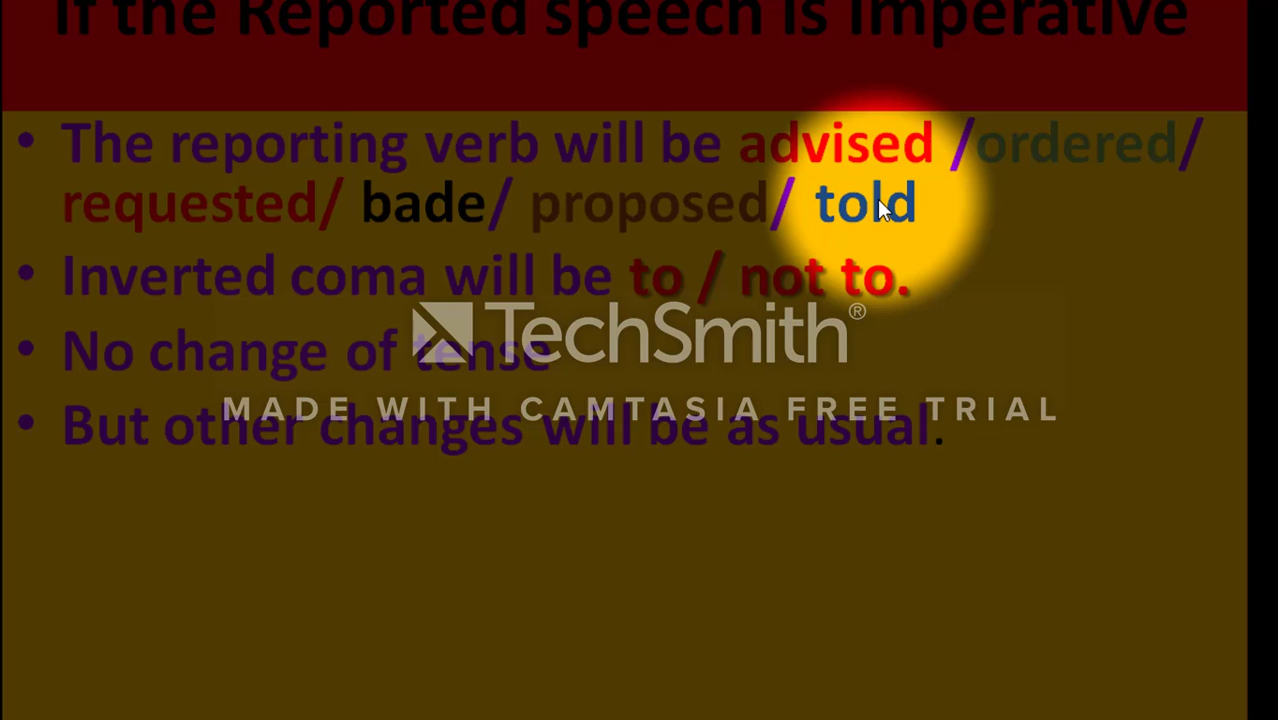 If the Reported speech is Imperative
• The reporting verb will be advised /ordered/
requested/ bade/ proposed/ told
• Inverted coma will be to / not to.
TechSmith®
• No change of tense
MADE WITH CAMTASIA FREE TRIAL
• But other changes will be as usual.